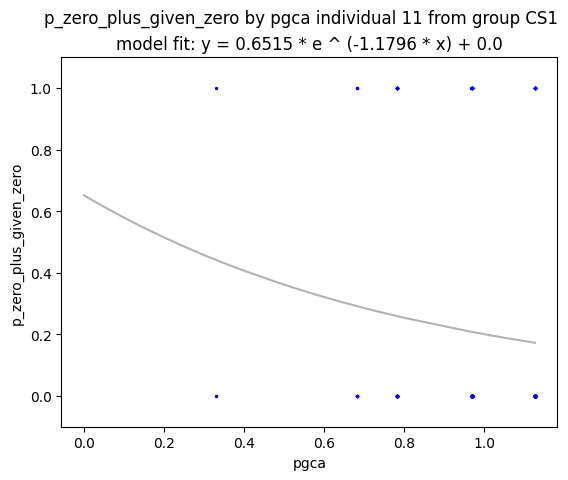 p_zero_plus_given_zero by pgca individual 11 from group CS1
model fit: y = 0.6515 * e ^ (-1.1796 * x) + 0.0
p_zero_plus_given_zero
1.0
0.8
0.6
0.4
0.2
0.0
0.0 0.2 0.4 0.6 0.8 1.0
pgca